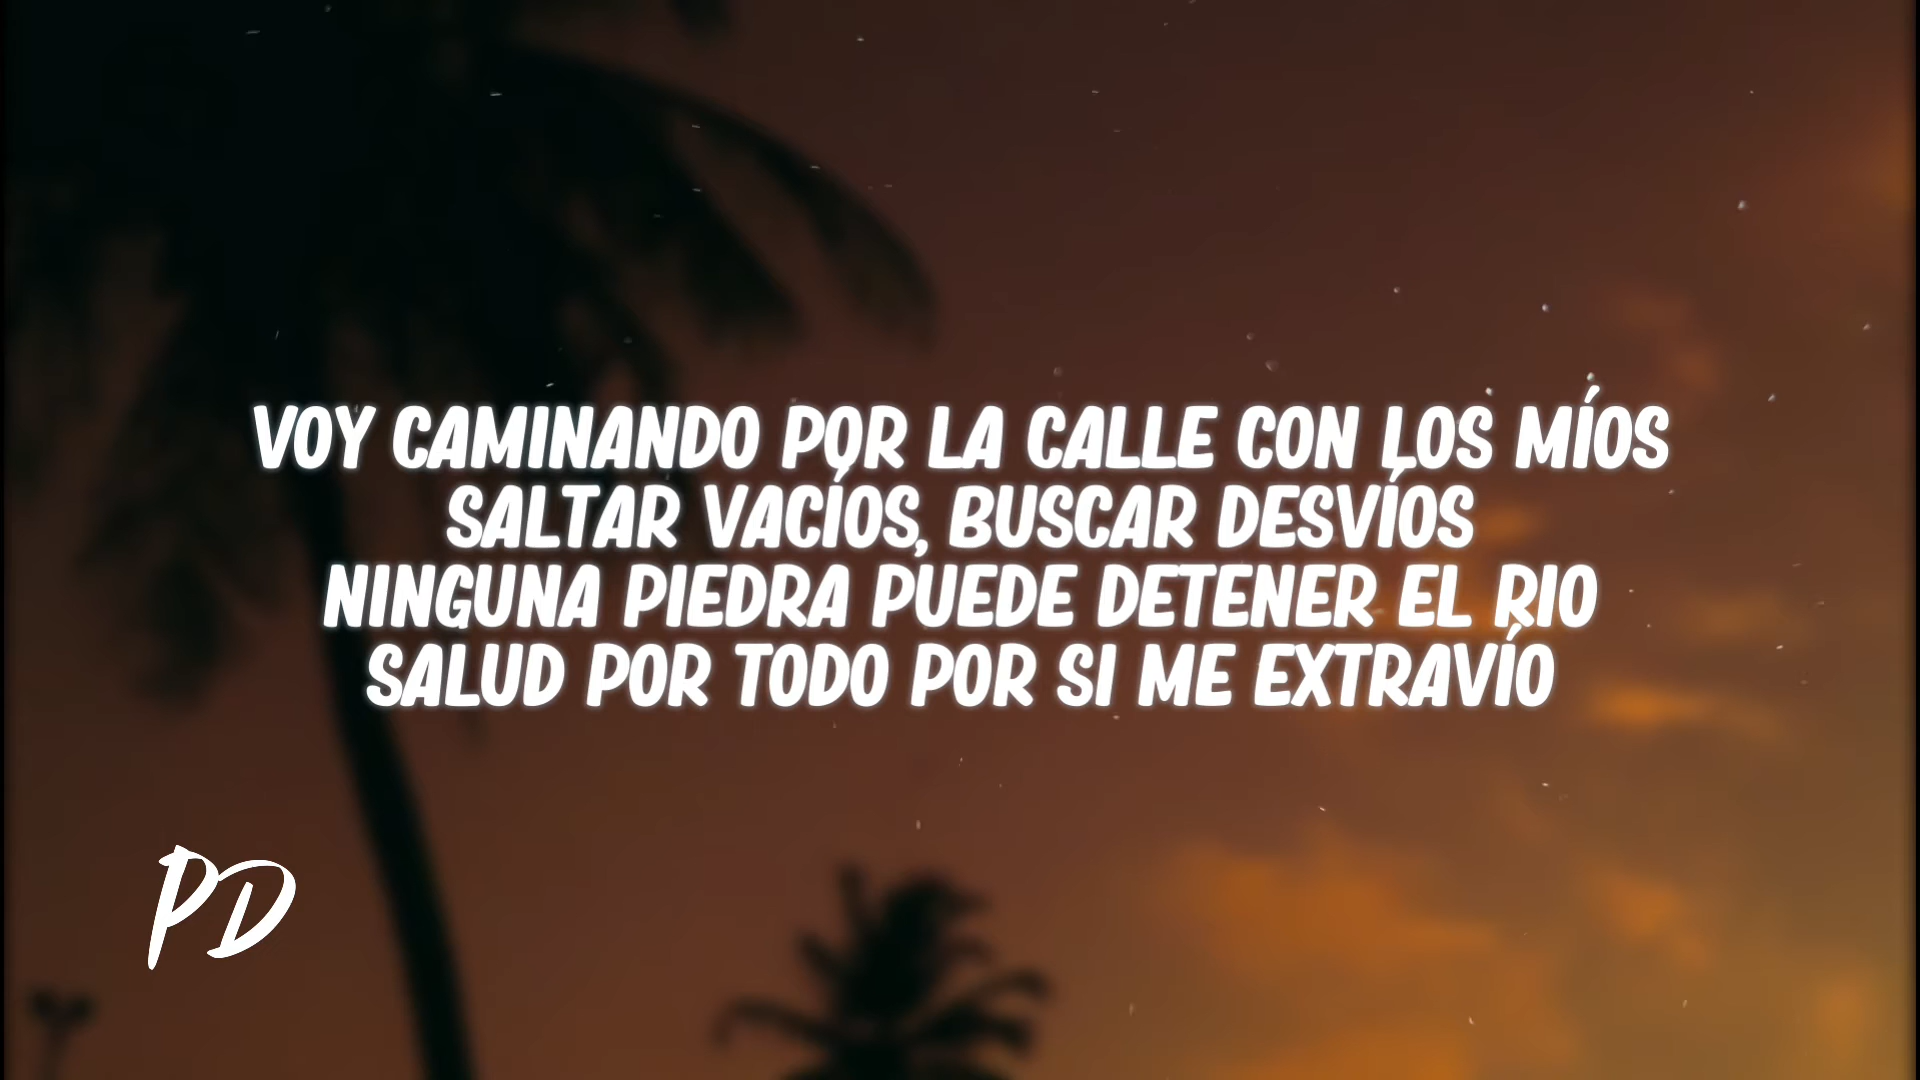 VOY CAMINANDO POR LA CALLE CON LOS MÍOS
SALTAR VACÍOS, BUSCAR DESVÍOS
NINGUNA PIEDRA PUEDE DETENER EL RIO
SALUD POR TODO POR SI ME EXTRAVÍO
PD